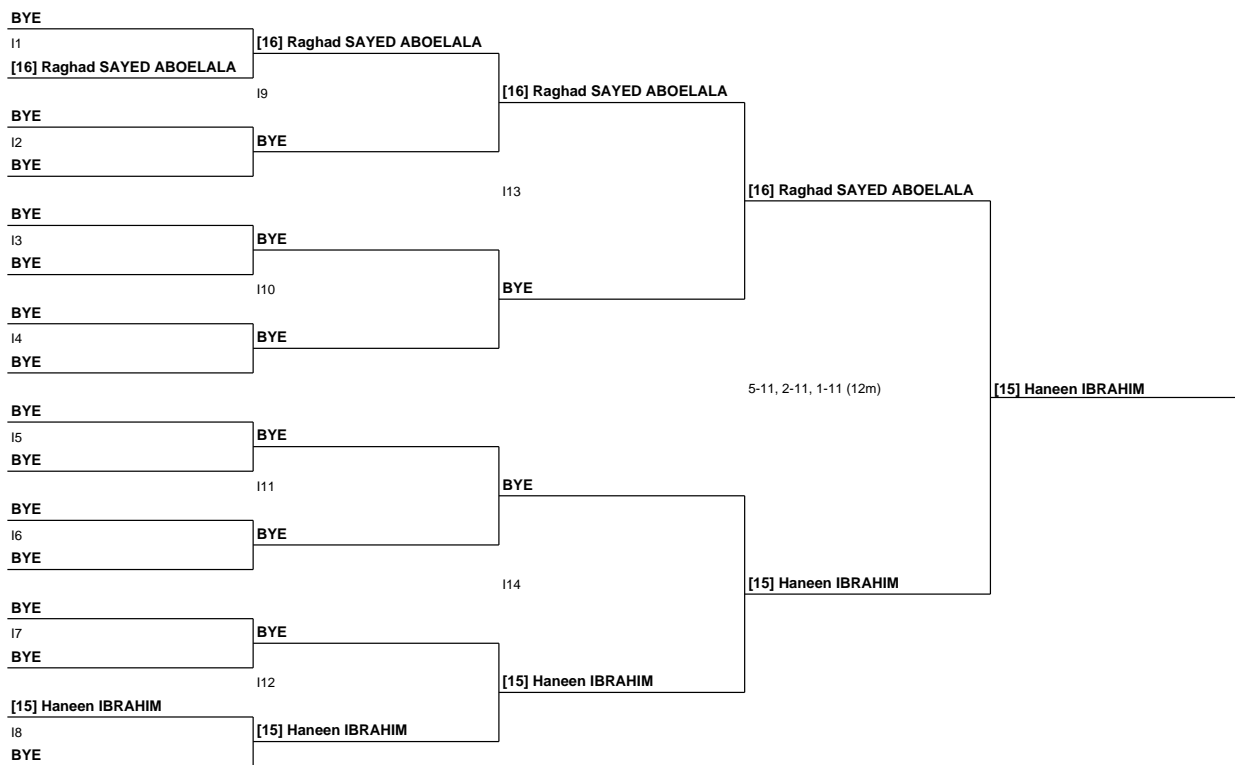 BYE
I1
[16] Raghad SAYED ABOELALA
BYE
I2
BYE
BYE
I3
BYE
BYE
I4
BYE
BYE
I5
BYE
BYE
I6
BYE
BYE
I7
BYE
[15] Haneen IBRAHIM
I8
BYE
[16] Raghad SAYED ABOELALA
I9
BYE
BYE
I10
BYE
BYE
I11
BYE
BYE
I12
[15] Haneen IBRAHIM
[16] Raghad SAYED ABOELALA
I13
BYE
BYE
I14
[15] Haneen IBRAHIM
[16] Raghad SAYED ABOELALA
5-11, 2-11, 1-11 (12m)
[15] Haneen IBRAHIM
[15] Haneen IBRAHIM